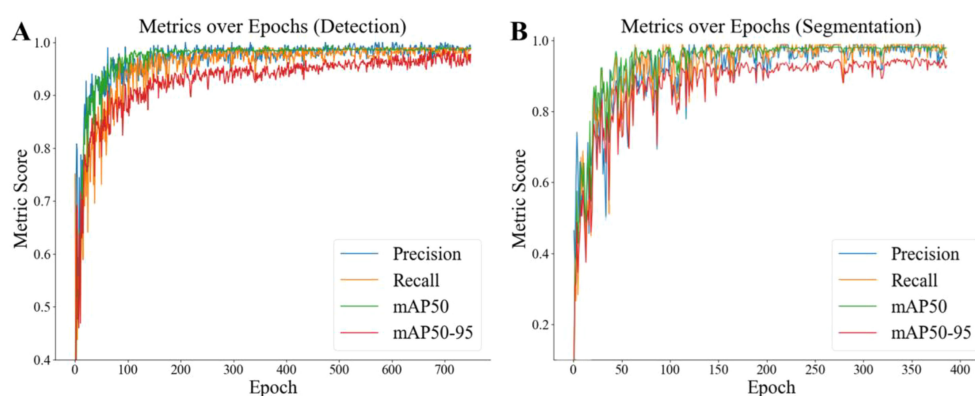 A
Metrics over Epochs (Detection)
1.0
0.9
0.8
0.7
0.6
0.5
0.4
Metric Score
0
100
200
300
400
500
600
700
Epoch
Precision
Recall
mAP50
mAP50-95
B
Metrics over Epochs (Segmentation)
1.0
0.8
0.6
0.4
0.2
Metric Score
0
50
100
150
200
250
300
350
400
Epoch
Precision
Recall
mAP50
mAP50-95